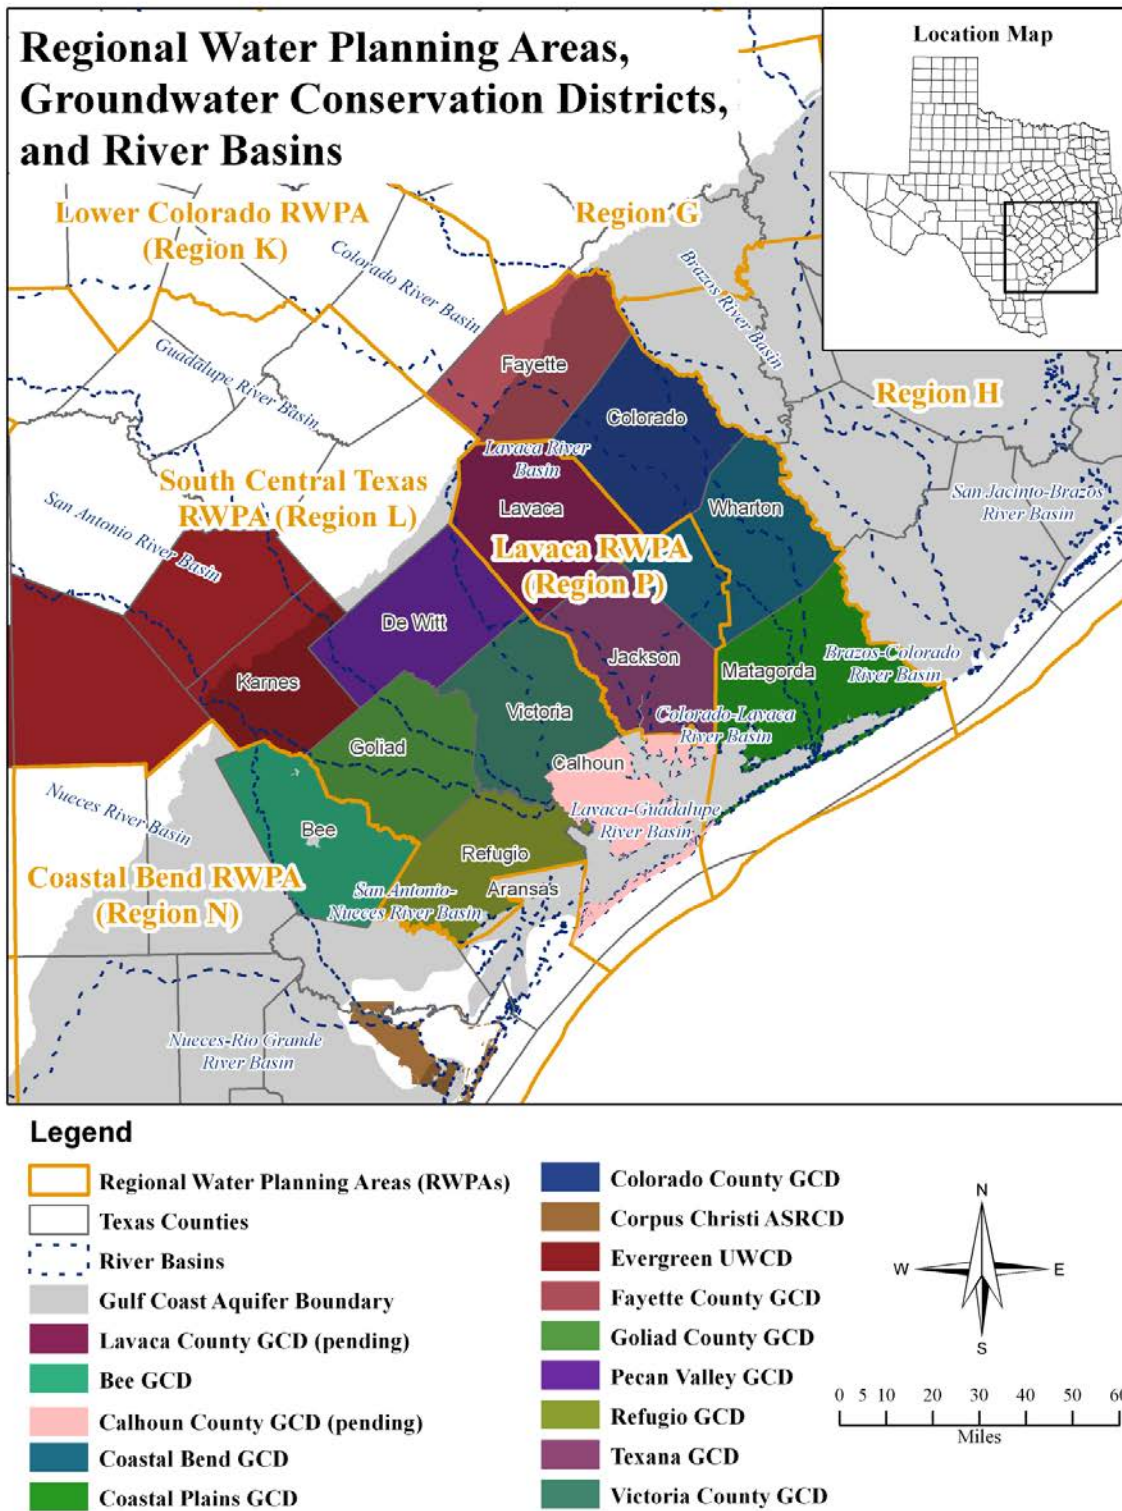 Regional Water Planning Areas,
Groundwater Conservation Districts,
and River Basins
Location Map
Lower Colorado RWPA
(Region K)
Region G
Colorado River Basin
Brazos River Basin
Guadalupe River Basin
Fayette
Region H
Colorado
Lavaca River
Basin
South Central Texas
RWPA (Region L)
San Antonio River Basin
San Jacinto-Brazos
River Basin
Lavaca
Wharton
Lavaca RWPA
(Region P)
De Witt
Jackson
Karnes
Matagorda
Brazos-Colorado
River Basin
Victoria
Goliad
Colorado-Lavaca
River Basin
Calhoun
Nueces River Basin
Lavaca-Guadalupe
River Basin
Bee
Refugio
Coastal Bend RWPA
(Region N)
Aransas
San Antonio-
Nueces River Basin
Nueces-Rio Grande
River Basin
Legend
Regional Water Planning Areas (RWPAs)
Texas Counties
River Basins
Gulf Coast Aquifer Boundary
Lavaca County GCD (pending)
Bee GCD
Calhoun County GCD (pending)
Coastal Bend GCD
Coastal Plains GCD
Colorado County GCD
Corpus Christi ASRCD
Evergreen UWCD
Fayette County GCD
Goliad County GCD
Pecan Valley GCD
Refugio GCD
Texana GCD
Victoria County GCD
N
W E
S
0 5 10 20 30 40 50 60
Miles